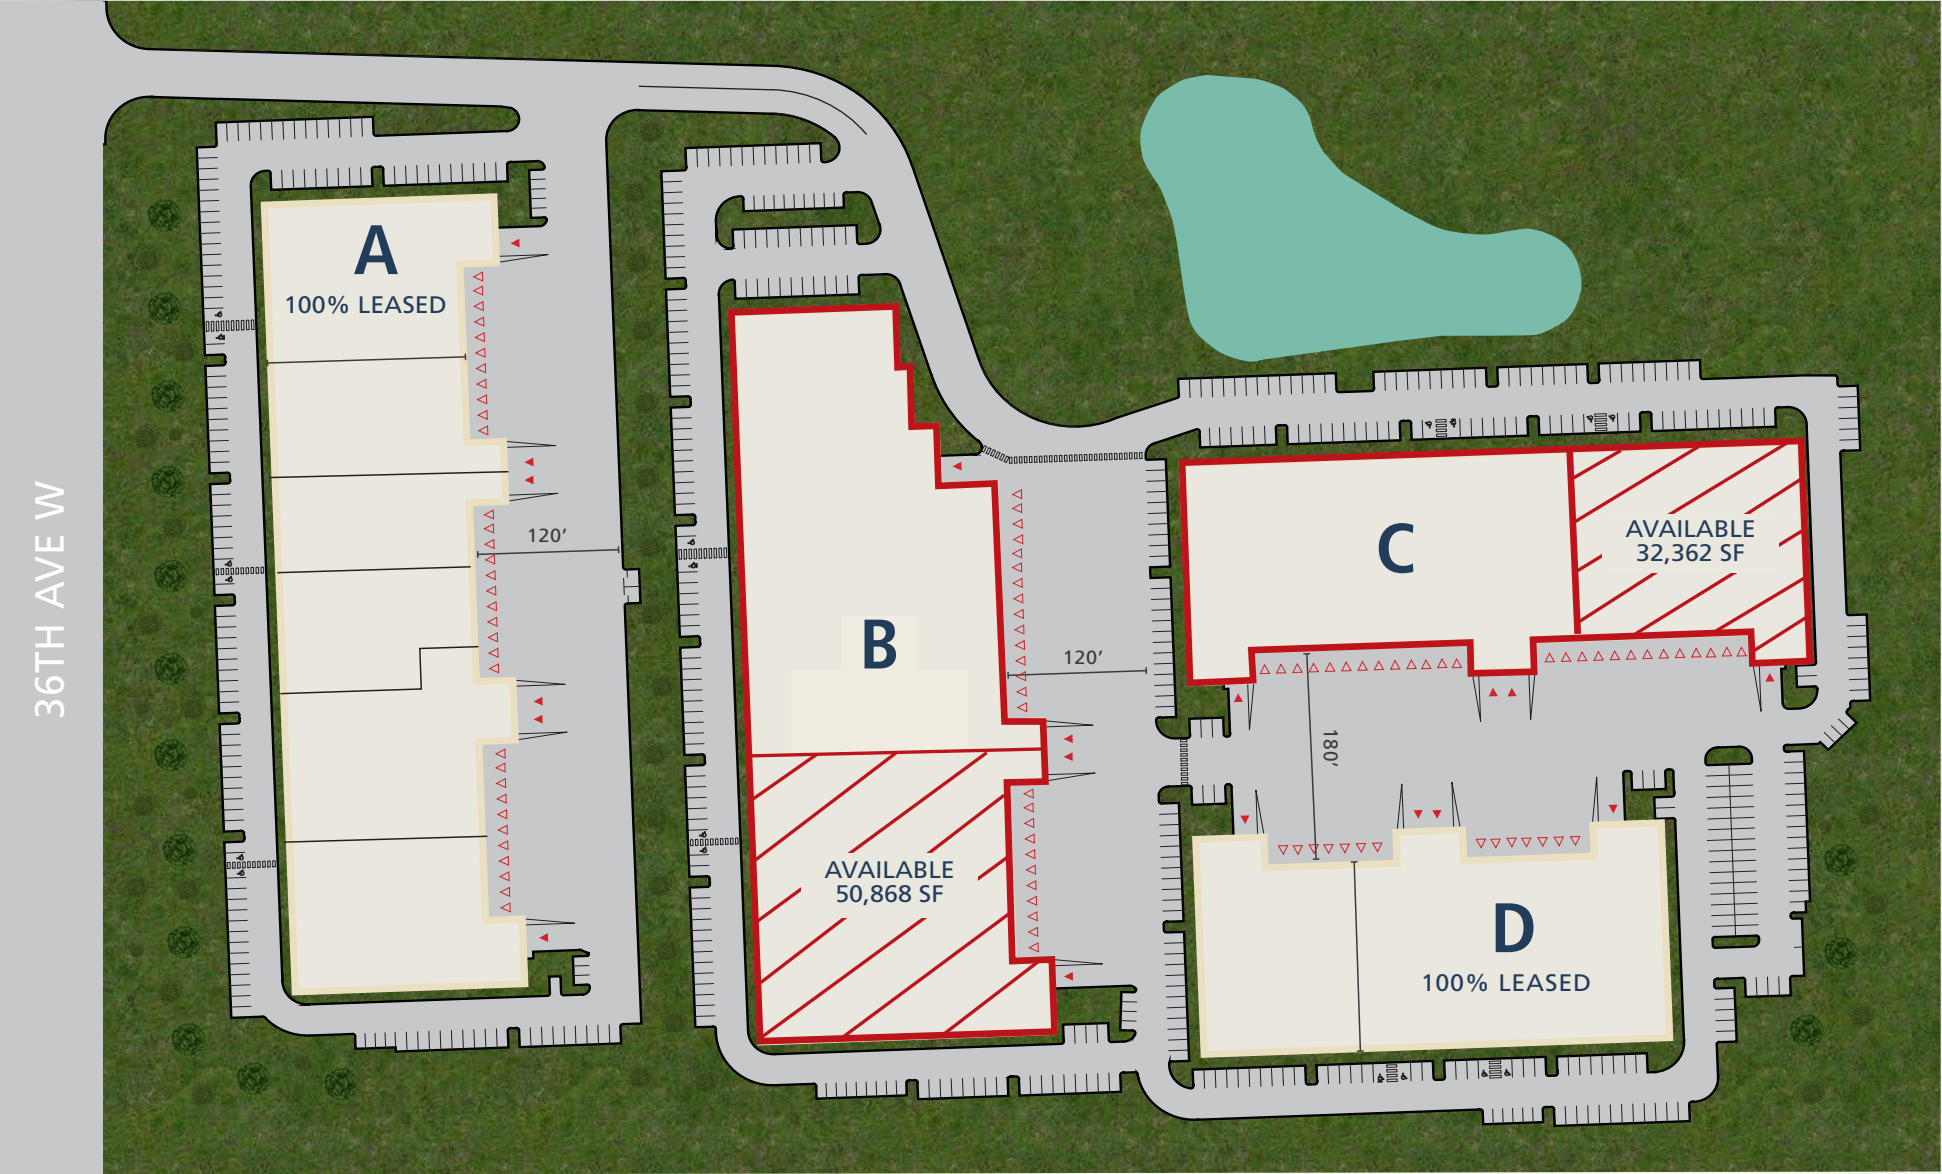 36TH AVE W
A
100% LEASED
120’
B
120’
AVAILABLE
50,868 SF
C
AVAILABLE
32,362 SF
180’
D
100% LEASED